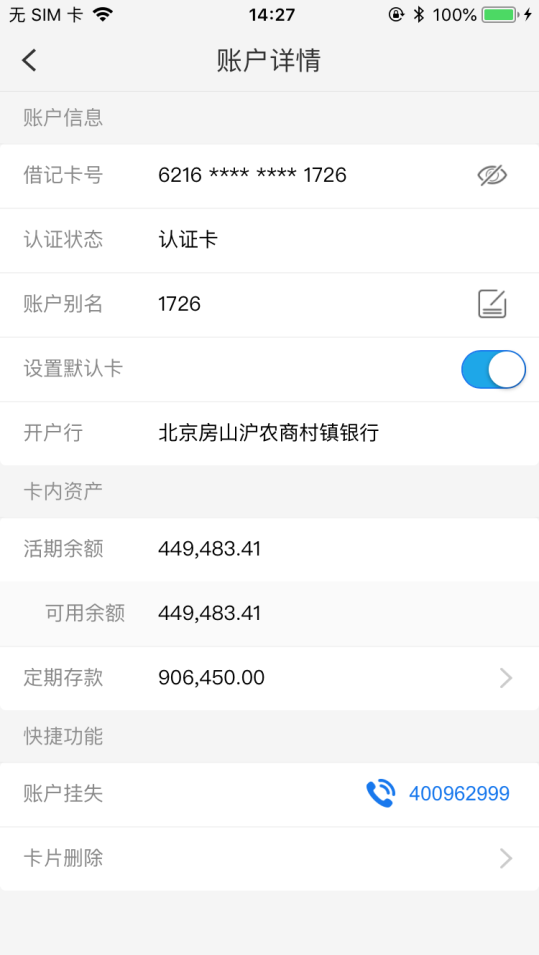 无 SIM 卡 14:27 100%
账户详情
账户信息
借记卡号 6216 **** **** 1726
认证状态 认证卡
账户别名 1726
设置默认卡
开户行 北京房山沪农商村镇银行
卡内资产
活期余额 449,483.41
可用余额 449,483.41
定期存款 906,450.00
快捷功能
账户挂失 400962999
卡片删除